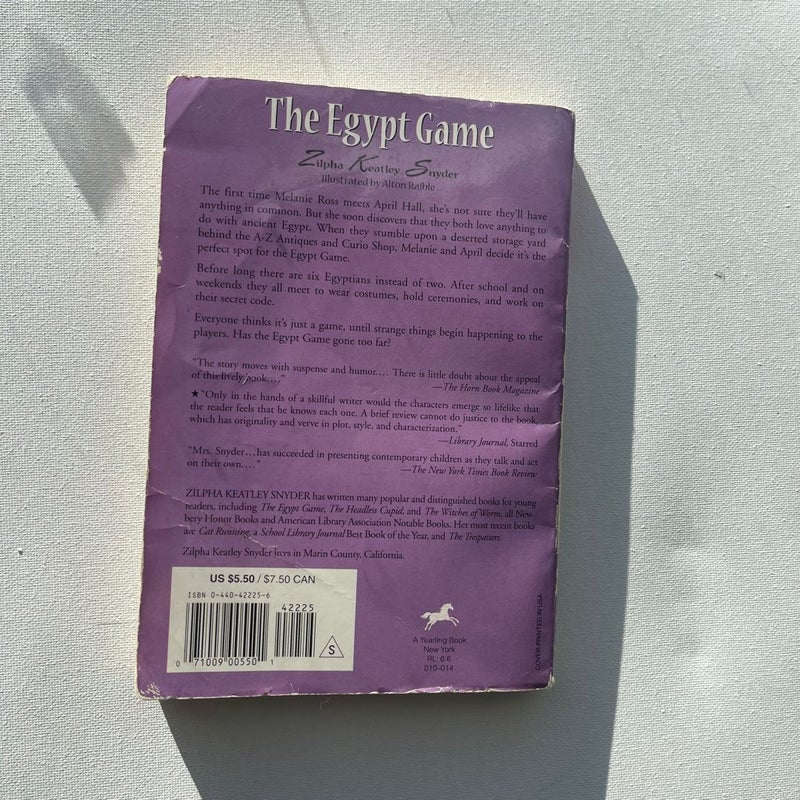 The Egypt Game
Zilpha Keatley Snyder
Illustrated by Alton Raible
The first time Melanie Ross meets April Hall, she's not sure they'll have
anything in common. But she soon discovers that they both love anything to
do with ancient Egypt. When they stumble upon a deserted storage yard
behind the A-Z Antiques and Curio Shop, Melanie and April decide it's the
perfect spot for the Egypt Game.
Before long there are six Egyptians instead of two. After school and on
weekends they all meet to wear costumes, hold ceremonies, and work on
their secret code.
Everyone thinks it's just a game, until strange things begin happening to the
players. Has the Egypt Game gone too far?
"The story moves with suspense and humor.... There is little doubt about the appeal
of this lively book...."
—The Horn Book Magazine
★"Only in the hands of a skillful writer would the characters emerge so lifelike that
the reader feels that he knows each one. A brief review cannot do justice to the book,
which has originality and verve in plot, style, and characterization."
—Library Journal, Starred
"Mrs. Snyder...has succeeded in presenting contemporary children as they talk and act
on their own...."
—The New York Times Book Review
ZILPHA KEATLEY SNYDER has written many popular and distinguished books for young
readers, including The Egypt Game, The Headless Cupid, and The Witches of Worm, all New-
bery Honor Books and American Library Association Notable Books. Her most recent books
are Cat Running, a School Library Journal Best Book of the Year, and The Trespassers.
Zilpha Keatley Snyder lives in Marin County, California.
US $5.50 / $7.50 CAN
ISBN 0-440-42225-6
42225
0 71009 00550 1
S
A Yearling Book
New York
RL: 6.6
010-014
COVER PRINTED IN USA